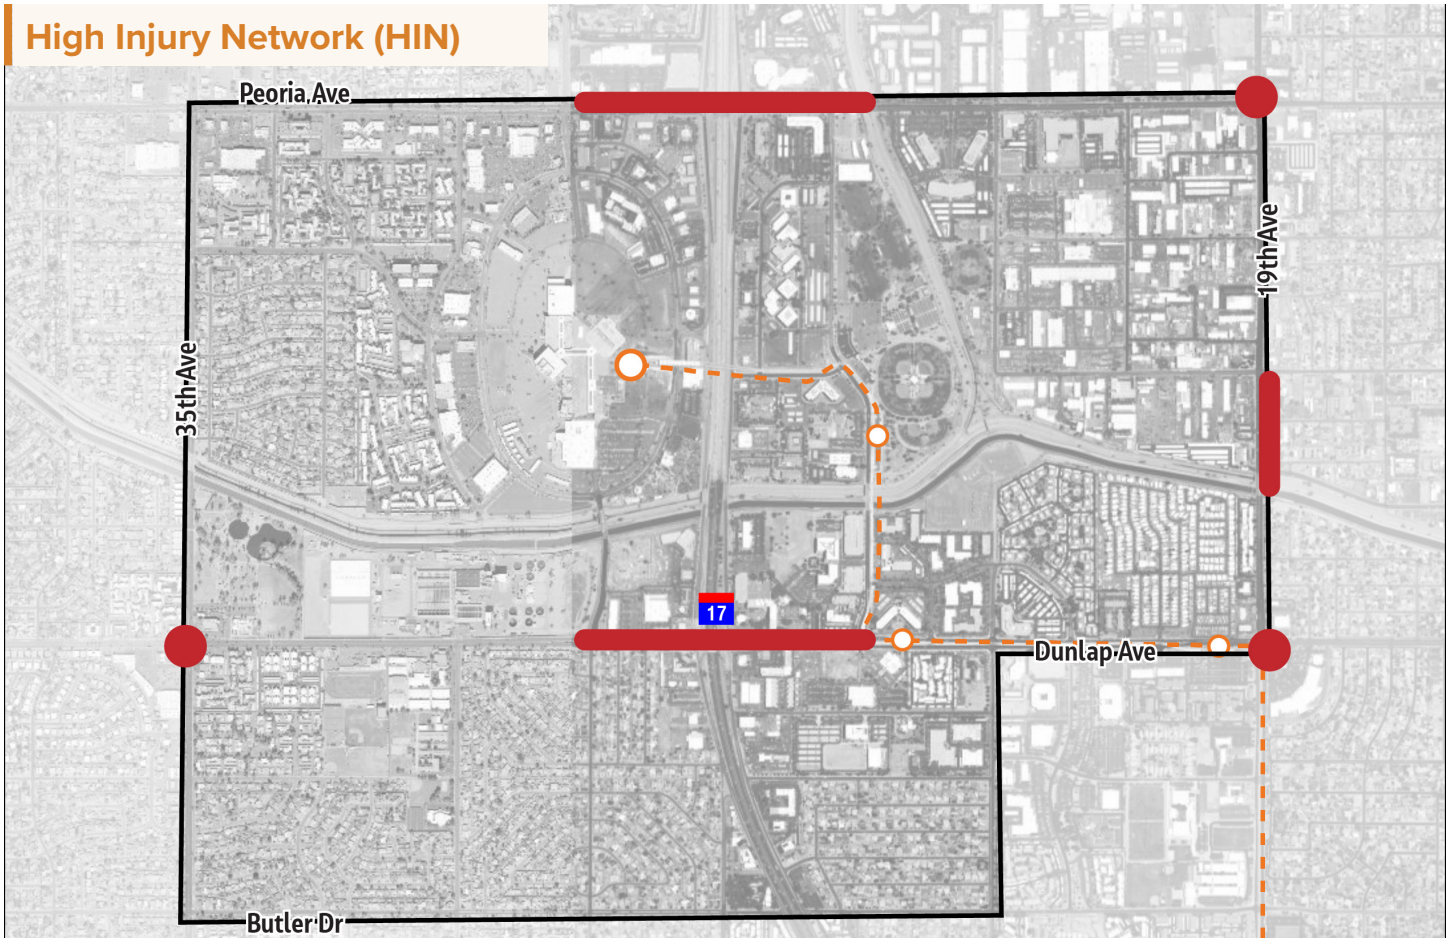 High Injury Network (HIN)
Peoria Ave
19th Ave
35th Ave
17
Dunlap Ave
Butler Dr